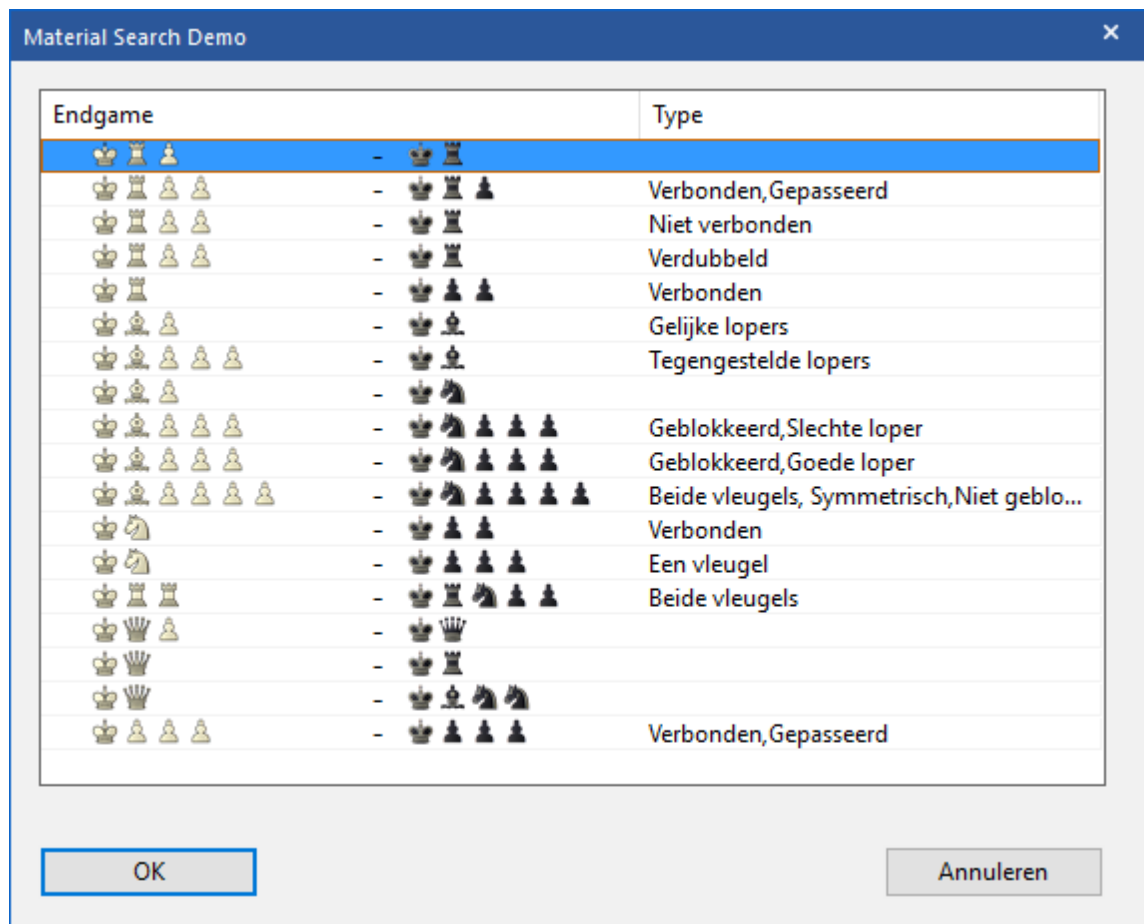 Material Search Demo
Endgame Type
-
- Verbonden,Gepasseerd
- Niet verbonden
- Verdubbeld
- Verbonden
- Gelijke lopers
- Tegengestelde lopers
-
- Geblokkeerd,Slechte loper
- Geblokkeerd,Goede loper
- Beide vleugels, Symmetrisch,Niet geblo...
- Verbonden
- Een vleugel
- Beide vleugels
-
-
-
- Verbonden,Gepasseerd
OK Annuleren